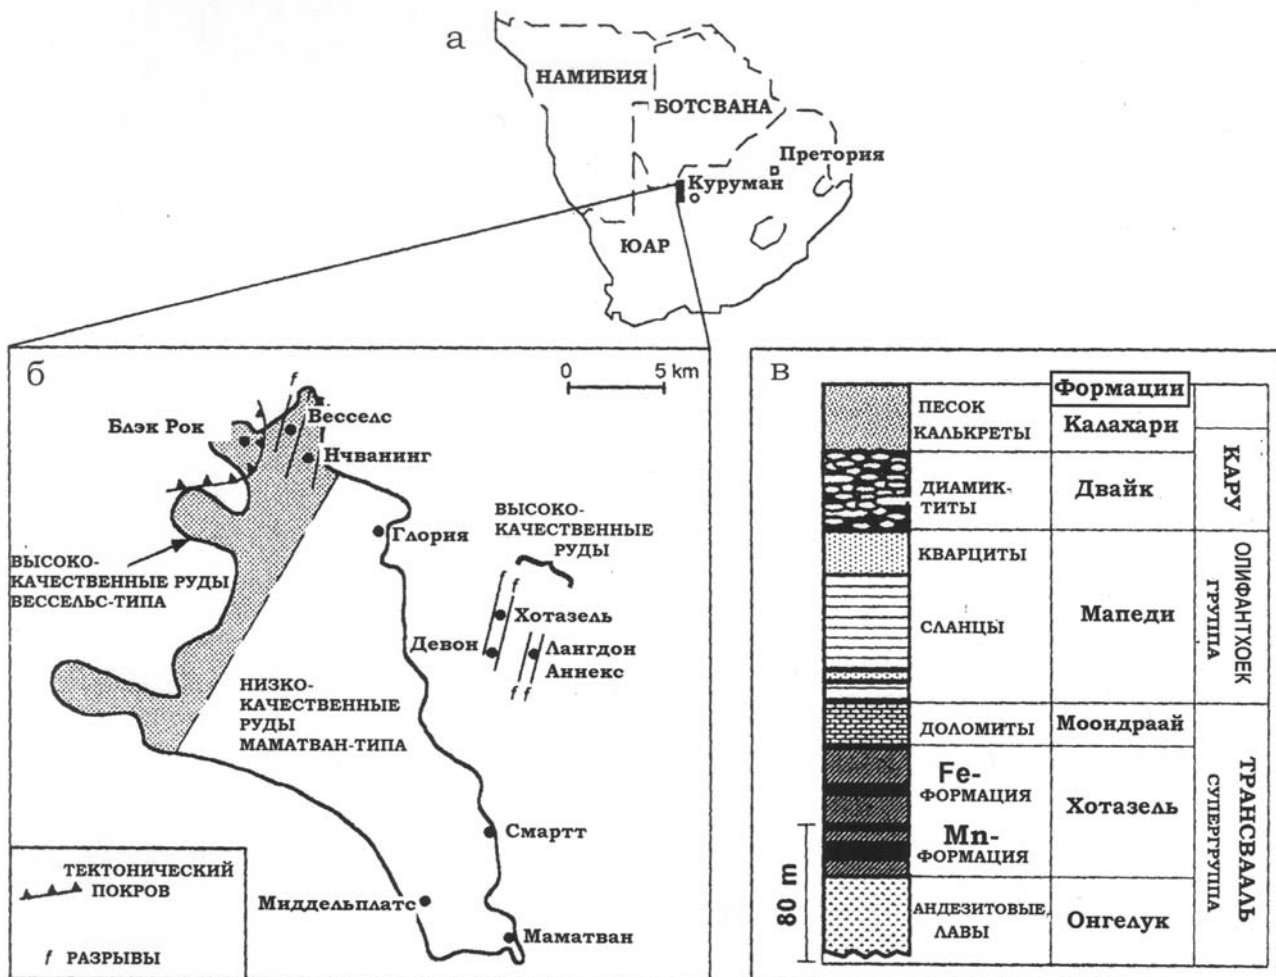 а
НАМИБИЯ
БОТСВАНА
Претория
Куруман
ЮАР
б
0 5 km
f
Весселс
Блэк Рок
Нчванинг
ВЫСОКО-
КАЧЕСТВЕННЫЕ
РУДЫ
Глория
ВЫСОКО-
КАЧЕСТВЕННЫЕ РУДЫ
ВЕССЕЛЬС-ТИПА
f
f
Хотазель
Девон
Лангдон
Аннекс
f f
НИЗКО-
КАЧЕСТВЕННЫЕ
РУДЫ
МАМАТВАН-ТИПА
Смартт
Миддельплатс
Маматван
ТЕКТОНИЧЕСКИЙ
ПОКРОВ
f РАЗРЫВЫ
в
Формации
ПЕСОК
КАЛЬКРЕТЫ
Калахари
ДИАМИК-
ТИТЫ
Двайк
КАРУ
КВАРЦИТЫ
СЛАНЦЫ
Мапеди
ОЛИФАНТХОЕК
ГРУППА
ДОЛОМИТЫ
Мооидраай
Fe-
ФОРМАЦИЯ
Mn-
ФОРМАЦИЯ
Хотазель
АНДЕЗИТОВЫЕ
ЛАВЫ
Онгелук
ТРАНСВААЛЬ
СУПЕРГРУППА
80 m